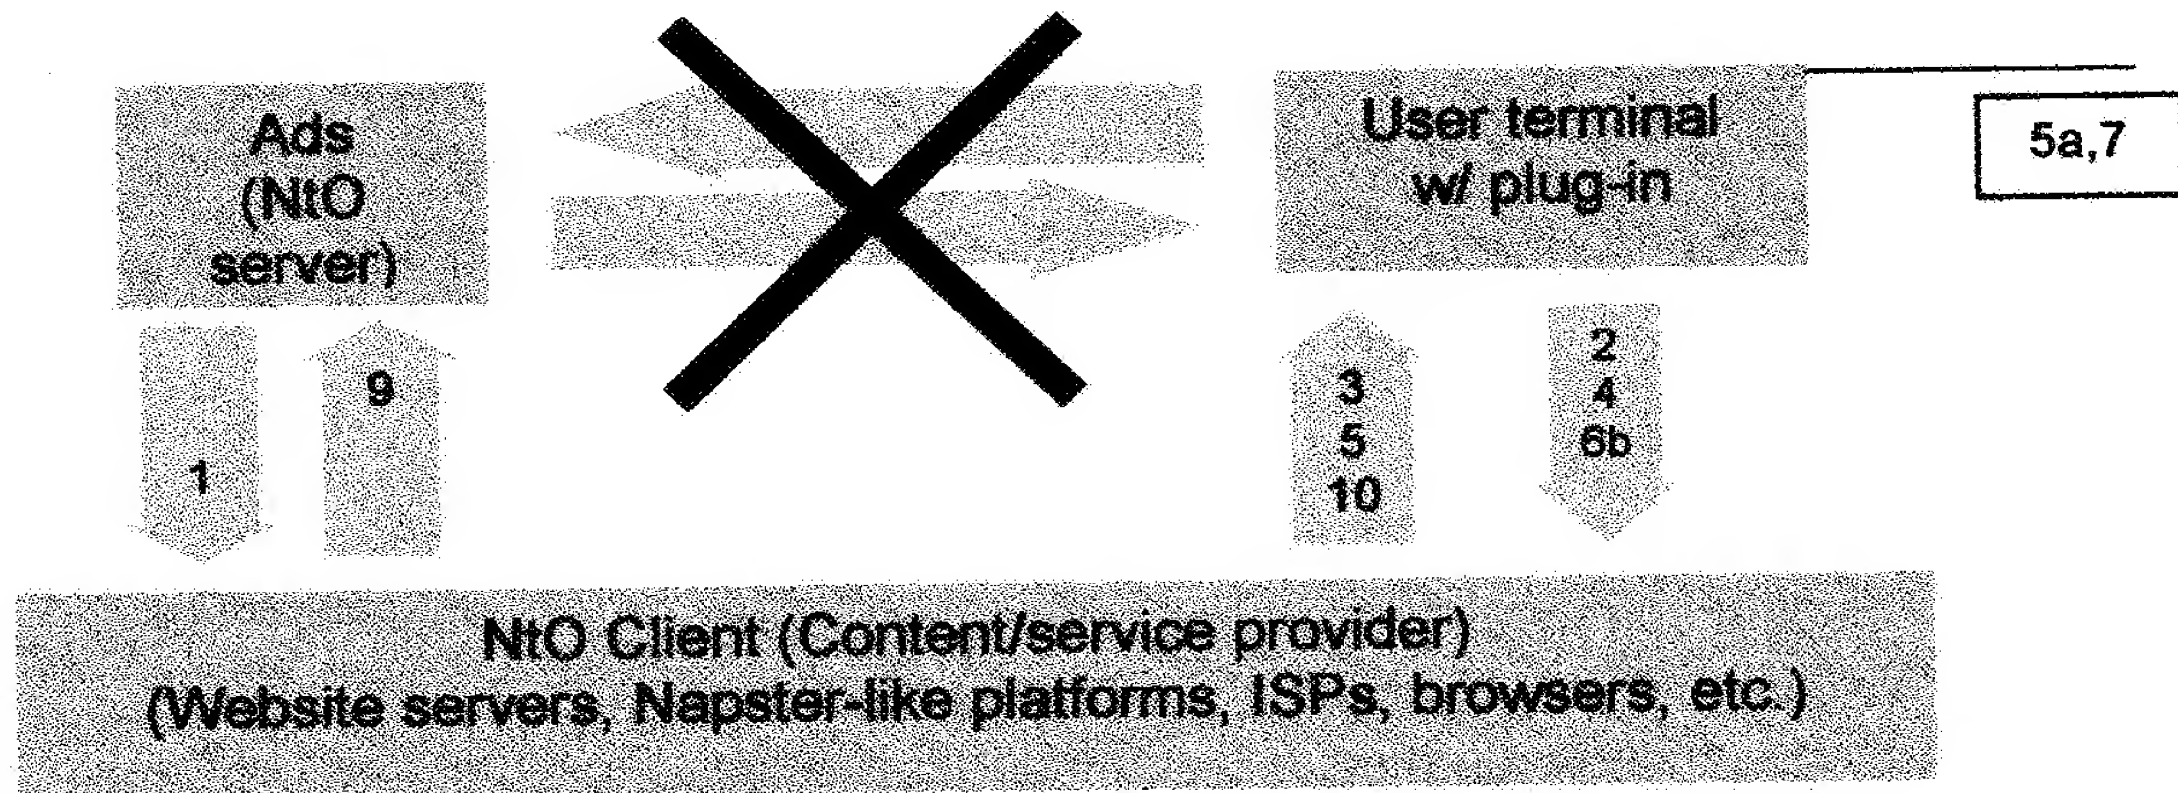 Ads
(NtO
server)
User terminal
w/ plug-in
5a,7
1
9
3
5
10
2
4
6b
NtO Client (Content/service provider)
(Website servers, Napster-like platforms, ISPs, browsers, etc.)